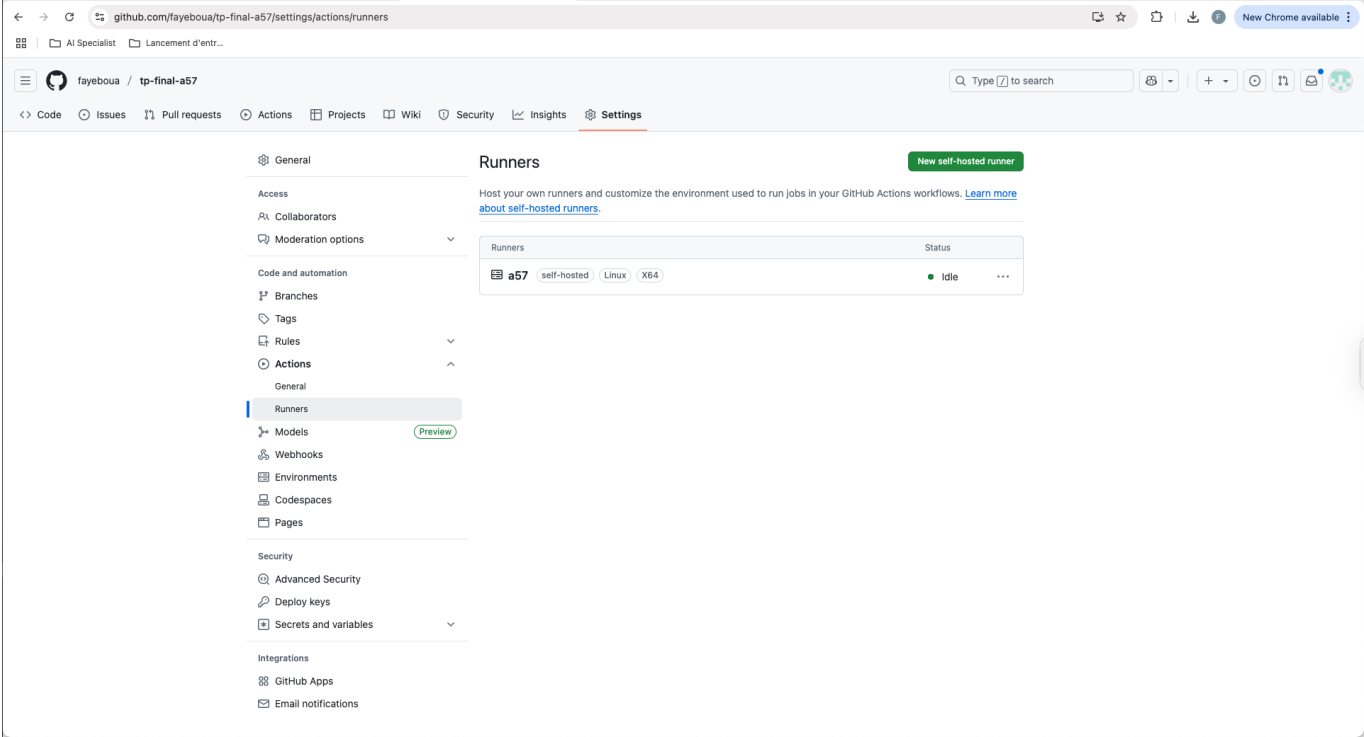 github.com/fayeboua/tp-final-a57/settings/actions/runners
F
New Chrome available
AI Specialist
Lancement d'entr...
fayeboua / tp-final-a57
Type / to search
Code
Issues
Pull requests
Actions
Projects
Wiki
Security
Insights
Settings
General
Access
Collaborators
Moderation options
Code and automation
Branches
Tags
Rules
Actions
General
Runners
Models Preview
Webhooks
Environments
Codespaces
Pages
Security
Advanced Security
Deploy keys
Secrets and variables
Integrations
GitHub Apps
Email notifications
Runners
New self-hosted runner
Host your own runners and customize the environment used to run jobs in your GitHub Actions workflows. Learn more
about self-hosted runners.
Runners Status
a57 self-hosted Linux X64 Idle